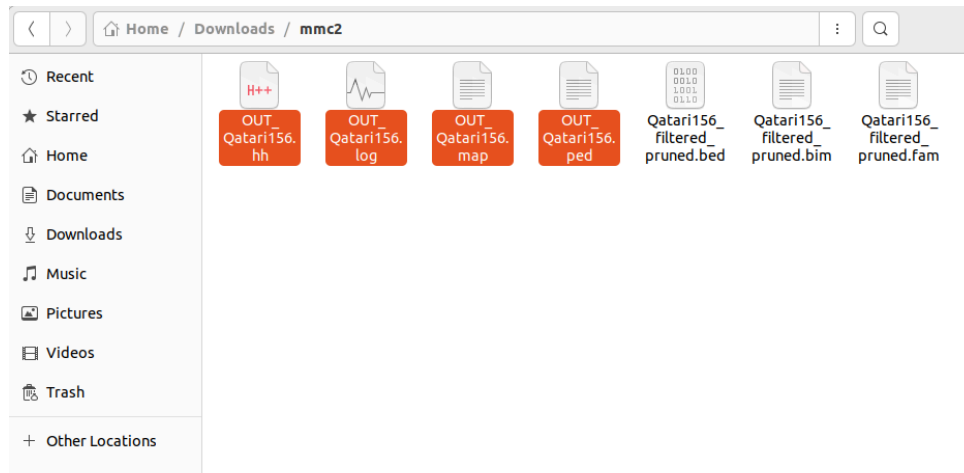 Home / Downloads / mmc2
Recent
Starred
Home
Documents
Downloads
Music
Pictures
Videos
Trash
+ Other Locations
H++
OUT_
Qatari156.
hh
OUT_
Qatari156.
log
OUT_
Qatari156.
map
OUT_
Qatari156.
ped
0100
0010
1001
0110
Qatari156_
filtered_
pruned.bed
Qatari156_
filtered_
pruned.bim
Qatari156_
filtered_
pruned.fam